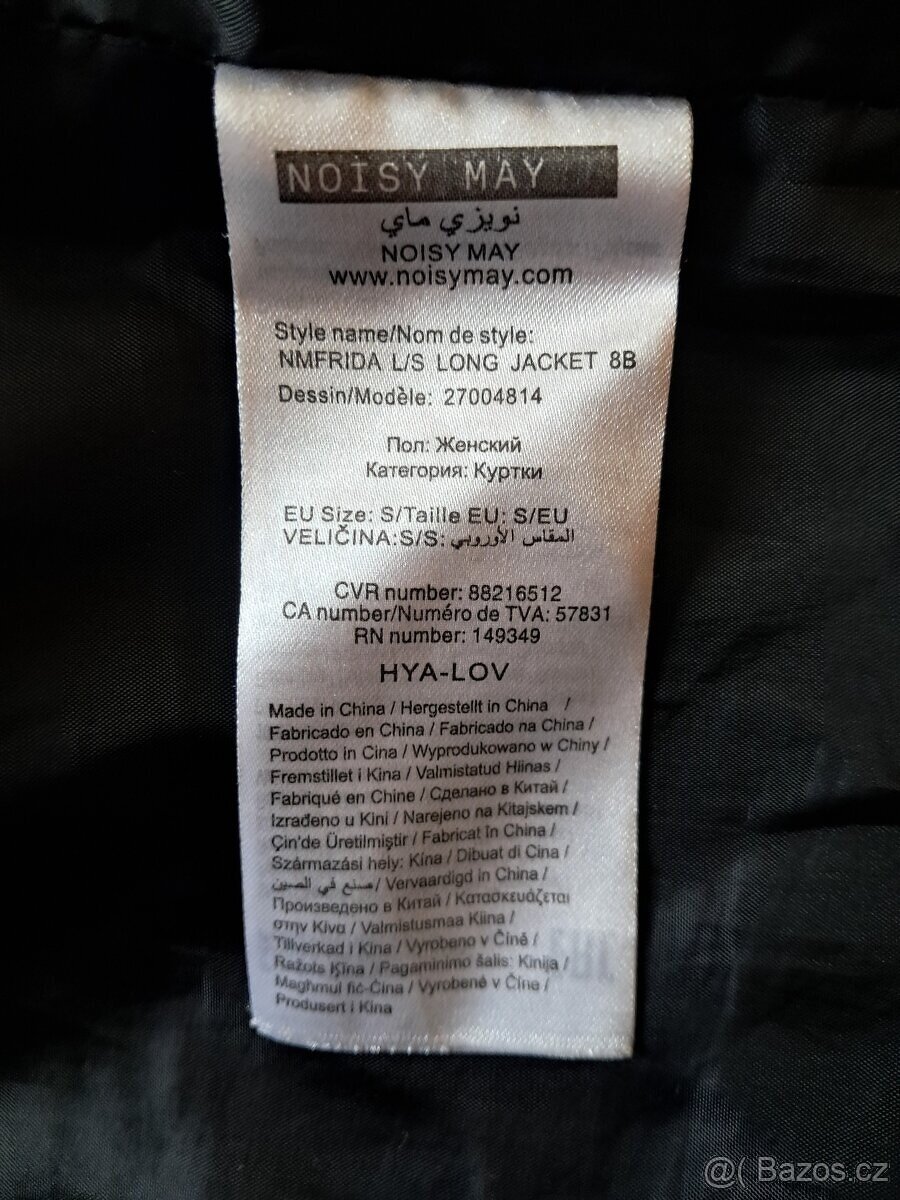 NOISY MAY
نويزي ماي
NOISY MAY
www.noisymay.com
Style name/Nom de style:
NMFRIDA L/S LONG JACKET 8B
Dessin/Modèle: 27004814
Пол: Женский
Категория: Куртки
EU Size: S/Taille EU: S/EU
VELIČINA:S/S: المقاس الأوروبي
CVR number: 88216512
CA number/Numéro de TVA: 57831
RN number: 149349
HYA-LOV
Made in China / Hergestellt in China /
Fabricado en China / Fabricado na China /
Prodotto in Cina / Wyprodukowano w Chiny /
Fremstillet i Kina / Valmistatud Hiinas /
Fabriqué en Chine / Сделано в Китай /
Izrađeno u Kini / Narejeno na Kitajskem /
Çin'de Üretilmiştir / Fabricat în China /
Származási hely: Kína / Dibuat di Cina /
مصنع في الصين / Vervaardigd in China /
Произведено в Китай / Κατασκευάζεται
στην Κίνα / Valmistusmaa Kiina /
Tillverkad i Kina / Vyrobeno v Číně /
Ražots Ķīna / Pagaminimo šalis: Kinija /
Maghmul fiċ-Ċina / Vyrobené v Číne /
Produsert i Kina
@( Bazos.cz